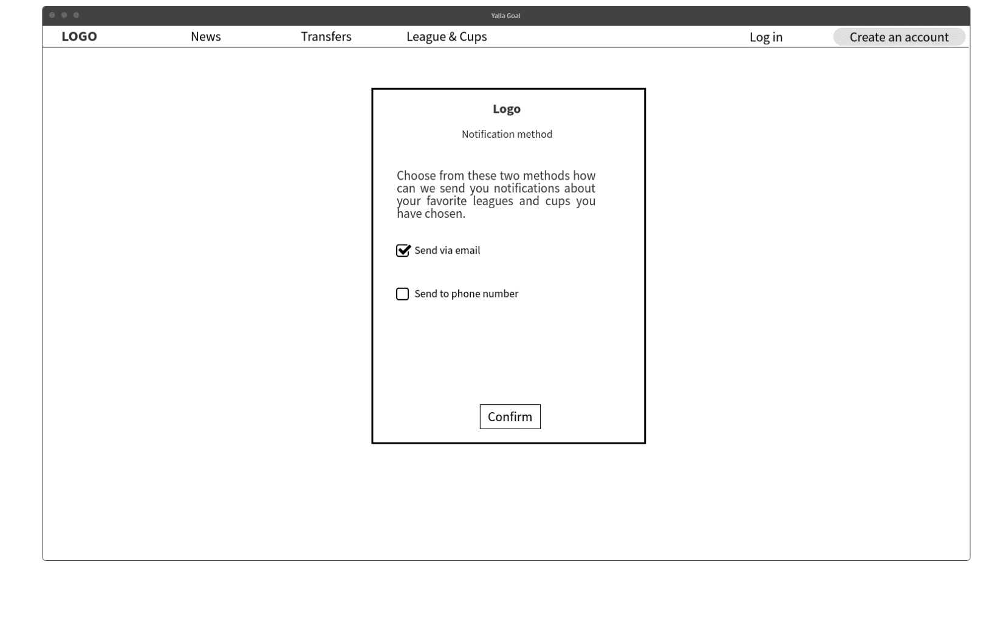 Yalla Goal
LOGO News Transfers League & Cups Log in Create an account
Logo
Notification method
Choose from these two methods how
can we send you notifications about
your favorite leagues and cups you
have chosen.
Send via email
Send to phone number
Confirm